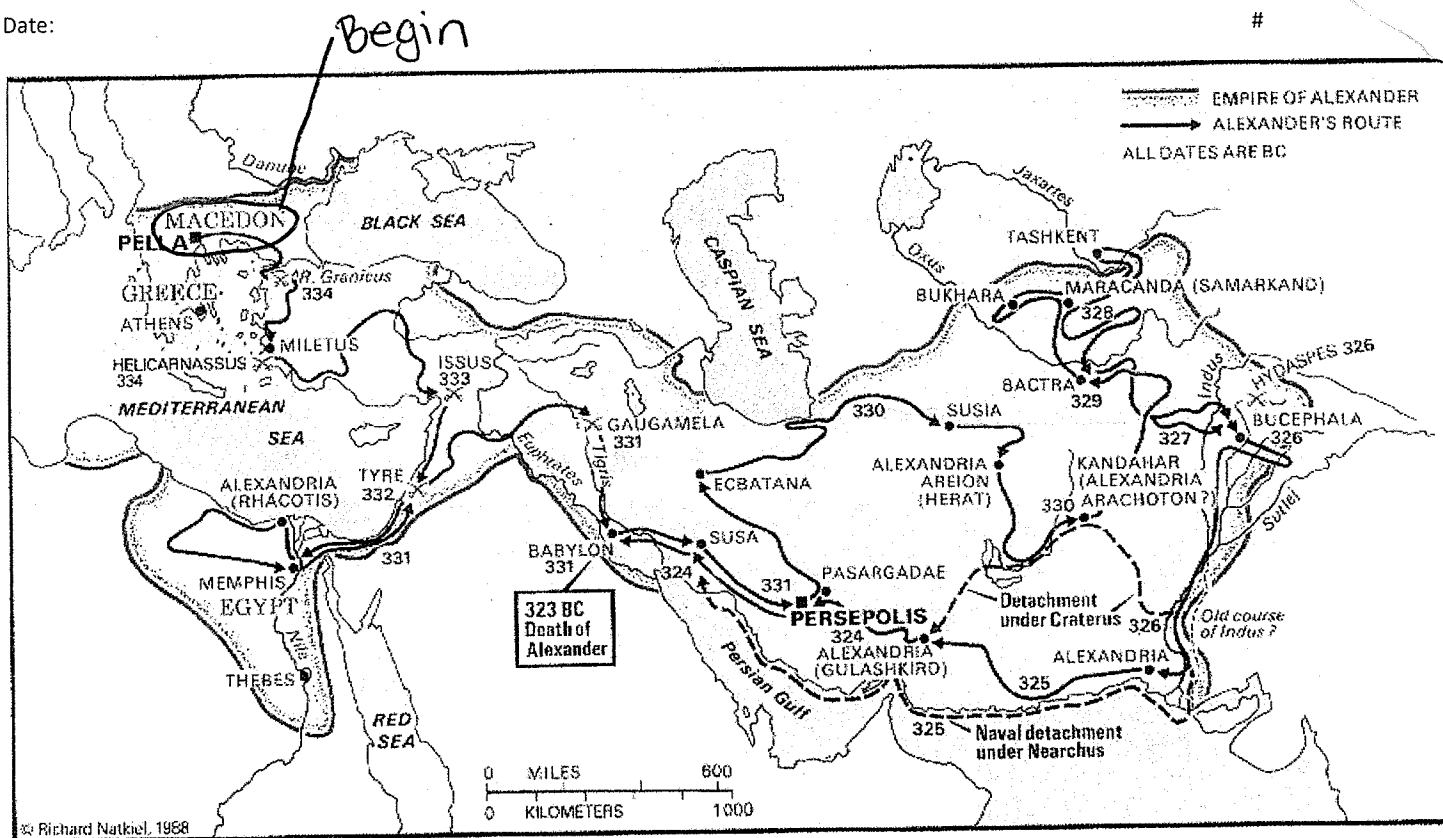 Date:
#
Begin
EMPIRE OF ALEXANDER
ALEXANDER'S ROUTE
ALL DATES ARE BC
Danube
MACEDON
PELLA
BLACK SEA
R. Granicus
334
GREECE
ATHENS
MILETUS
HELICARNASSUS
334
MEDITERRANEAN
SEA
ISSUS
333
CASPIAN SEA
Jaxartes
Oxus
TASHKENT
BUKHARA
MARACANDA (SAMARKAND)
328
BACTRA
329
Indus
HYDASPES 326
BUCEPHALA
326
327
330
SUSIA
GAUGAMELA
331
Euphrates
Tigris
TYRE
332
ALEXANDRIA
(RHACOTIS)
ECBATANA
ALEXANDRIA
AREION
(HERAT)
KANDAHAR
(ALEXANDRIA
ARACHOTON ?)
330
Sutlej
331
MEMPHIS
EGYPT
Nile
THEBES
RED
SEA
BABYLON
331
SUSA
324
331
PASARGADAE
PERSEPOLIS
324
323 BC
Death of
Alexander
Persian Gulf
ALEXANDRIA
(GULASHKIRD)
Detachment
under Craterus
326
Old course
of Indus ?
ALEXANDRIA
325
325
Naval detachment
under Nearchus
0 MILES 600
0 KILOMETERS 1000
© Richard Natkiel, 1988